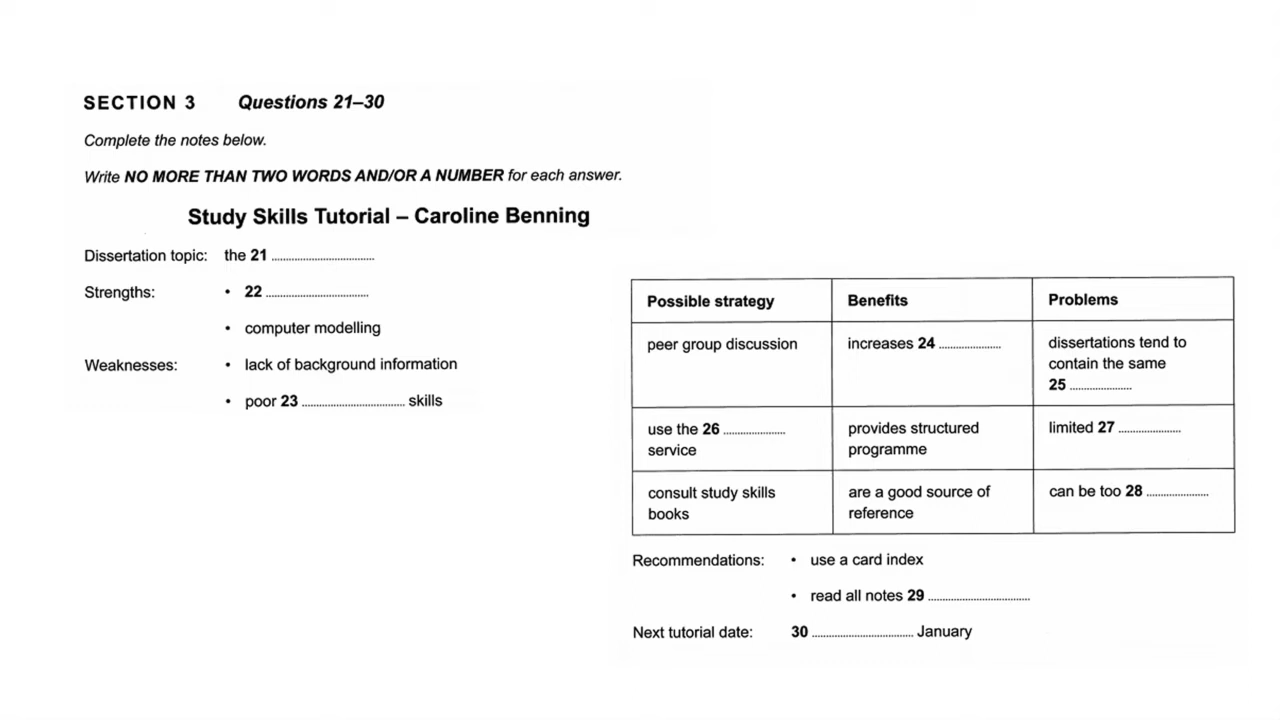 SECTION 3 Questions 21–30
Complete the notes below.
Write NO MORE THAN TWO WORDS AND/OR A NUMBER for each answer.
Study Skills Tutorial – Caroline Benning
Dissertation topic: the 21 ....................
Strengths: • 22 ....................
• computer modelling
Weaknesses: • lack of background information
• poor 23 .................... skills
Possible strategy Benefits Problems
peer group discussion increases 24 .................... dissertations tend to
contain the same
25 ....................
use the 26 .................... provides structured limited 27 ....................
service programme
consult study skills are a good source of can be too 28 ....................
books reference
Recommendations: • use a card index
• read all notes 29 ....................
Next tutorial date: 30 .................... January